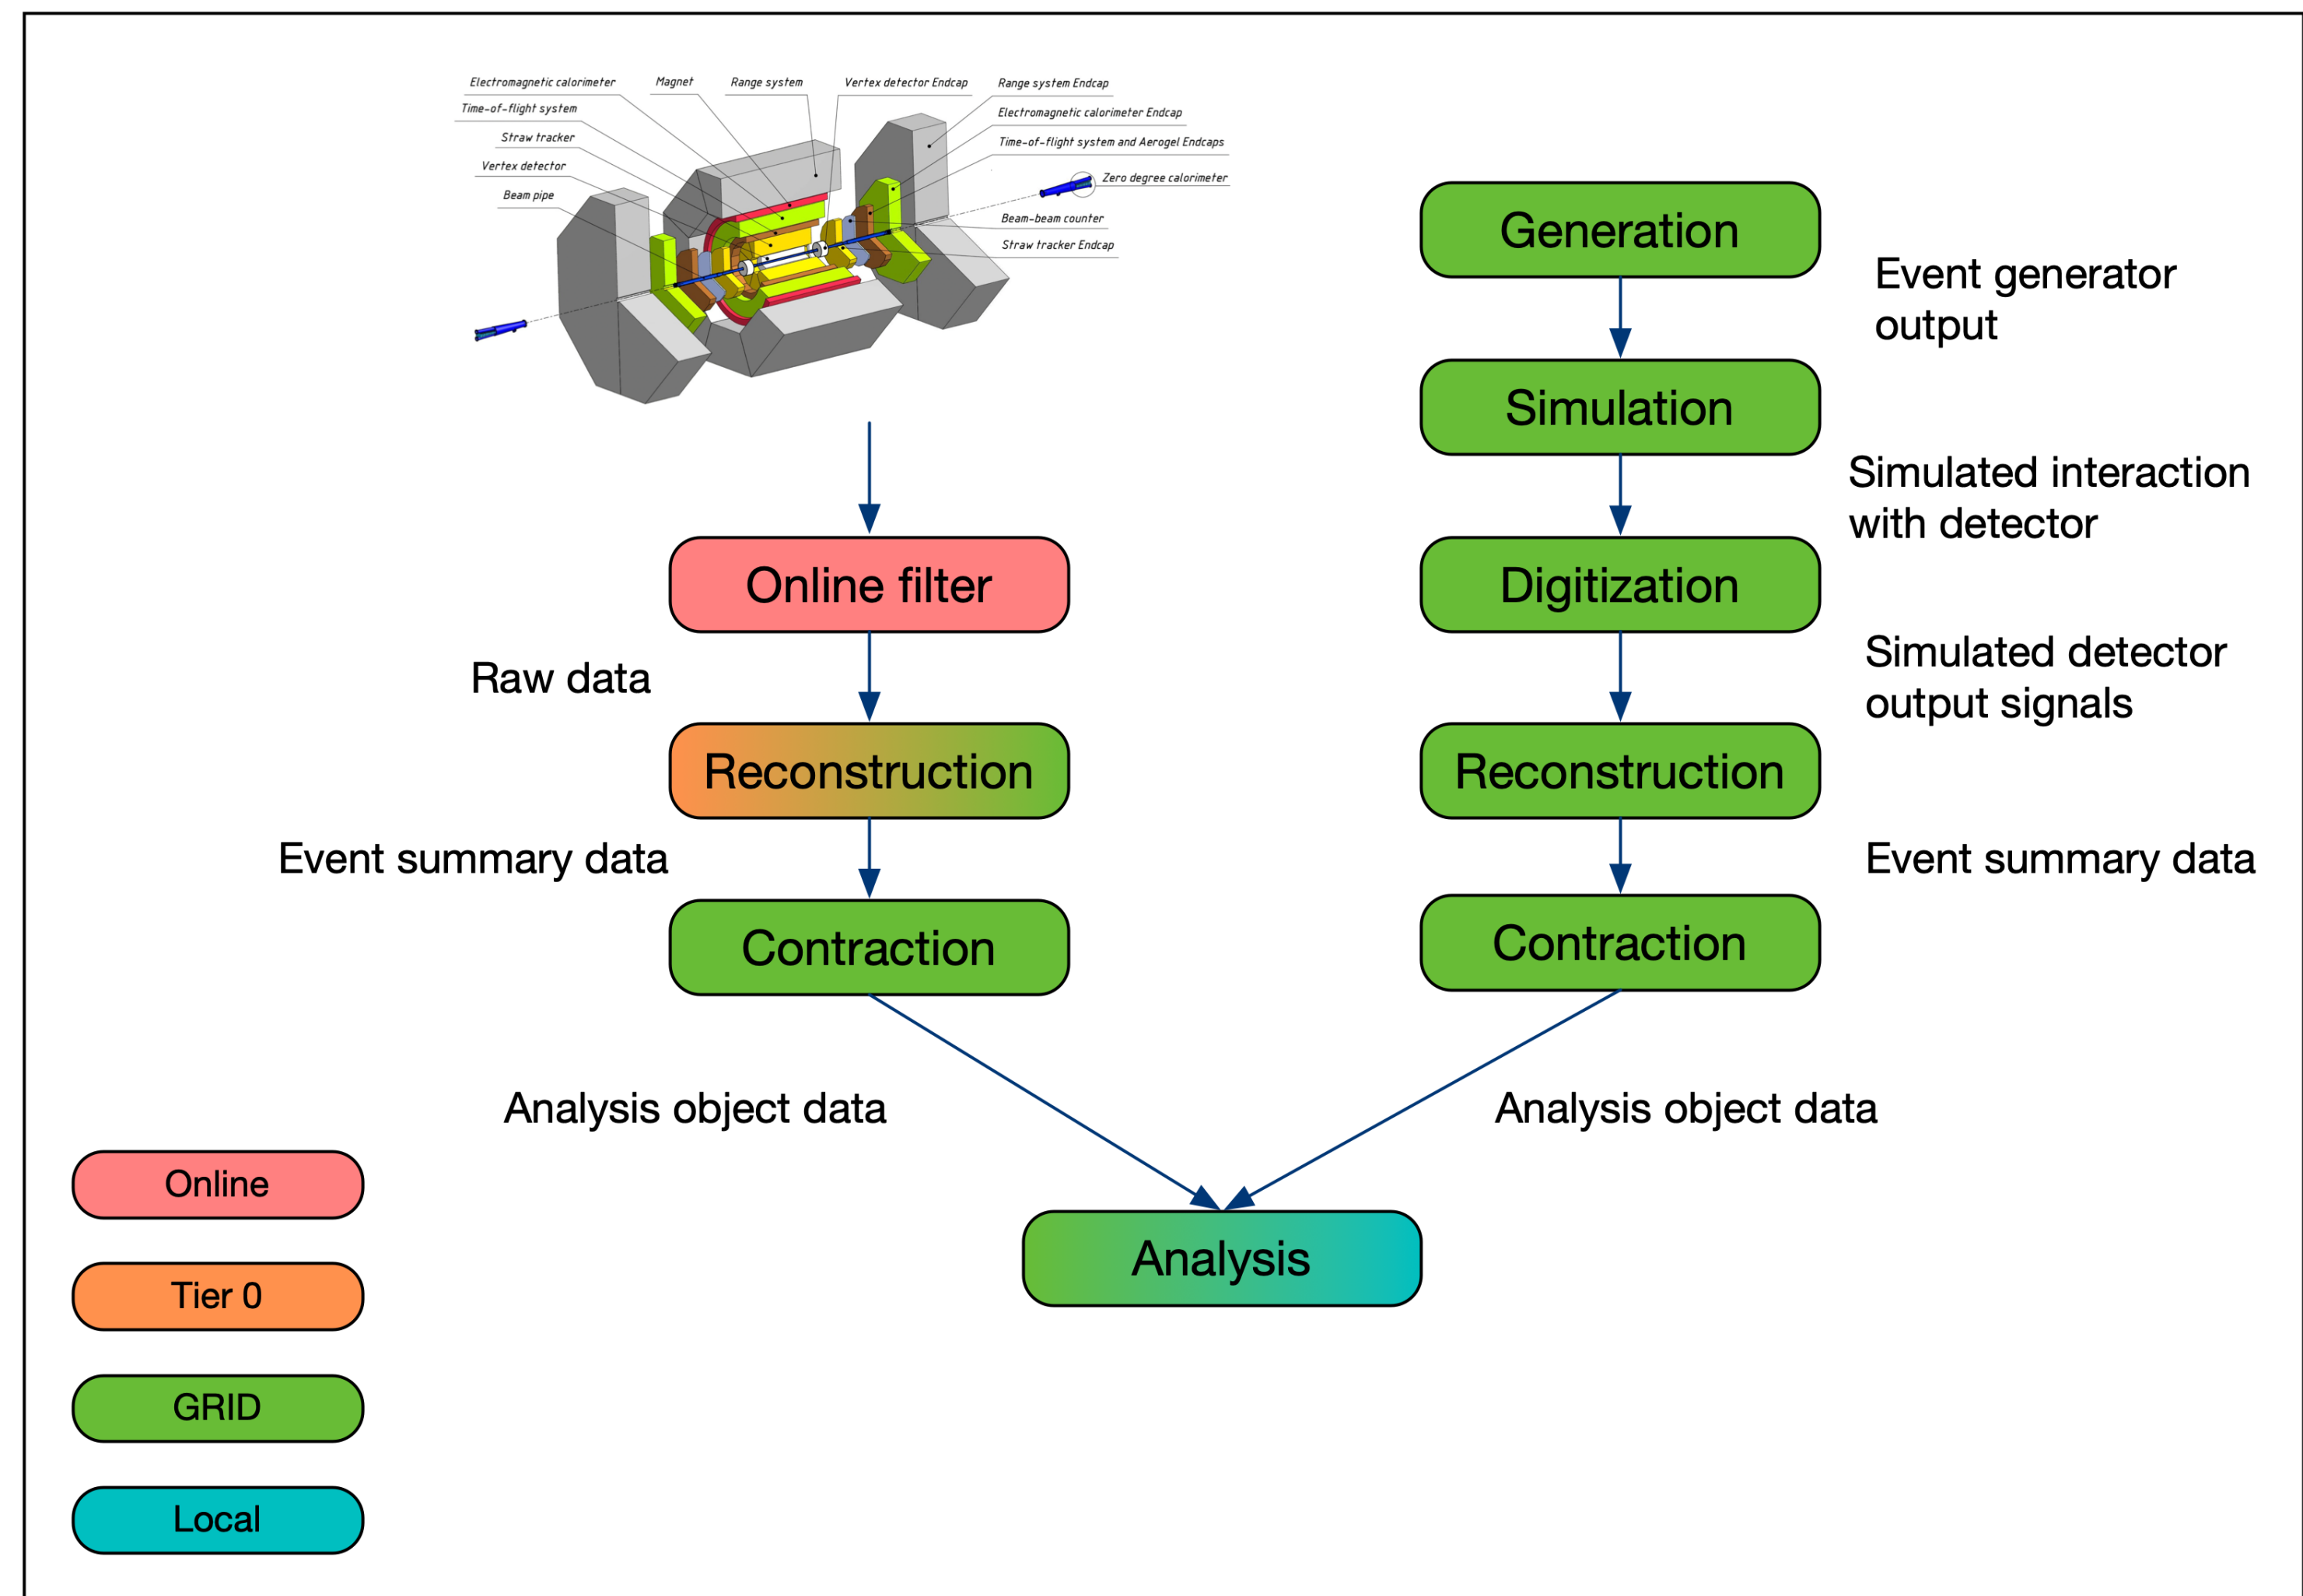 Electromagnetic calorimeter
Magnet
Range system
Vertex detector Endcap
Range system Endcap
Time-of-flight system
Electromagnetic calorimeter Endcap
Straw tracker
Time-of-flight system and Aerogel Endcaps
Vertex detector
Zero degree calorimeter
Beam pipe
Beam-beam counter
Straw tracker Endcap
Generation
Event generator
output
Simulation
Simulated interaction
with detector
Online filter
Digitization
Raw data
Simulated detector
output signals
Reconstruction
Reconstruction
Event summary data
Event summary data
Contraction
Contraction
Analysis object data
Analysis object data
Analysis
Online
Tier 0
GRID
Local